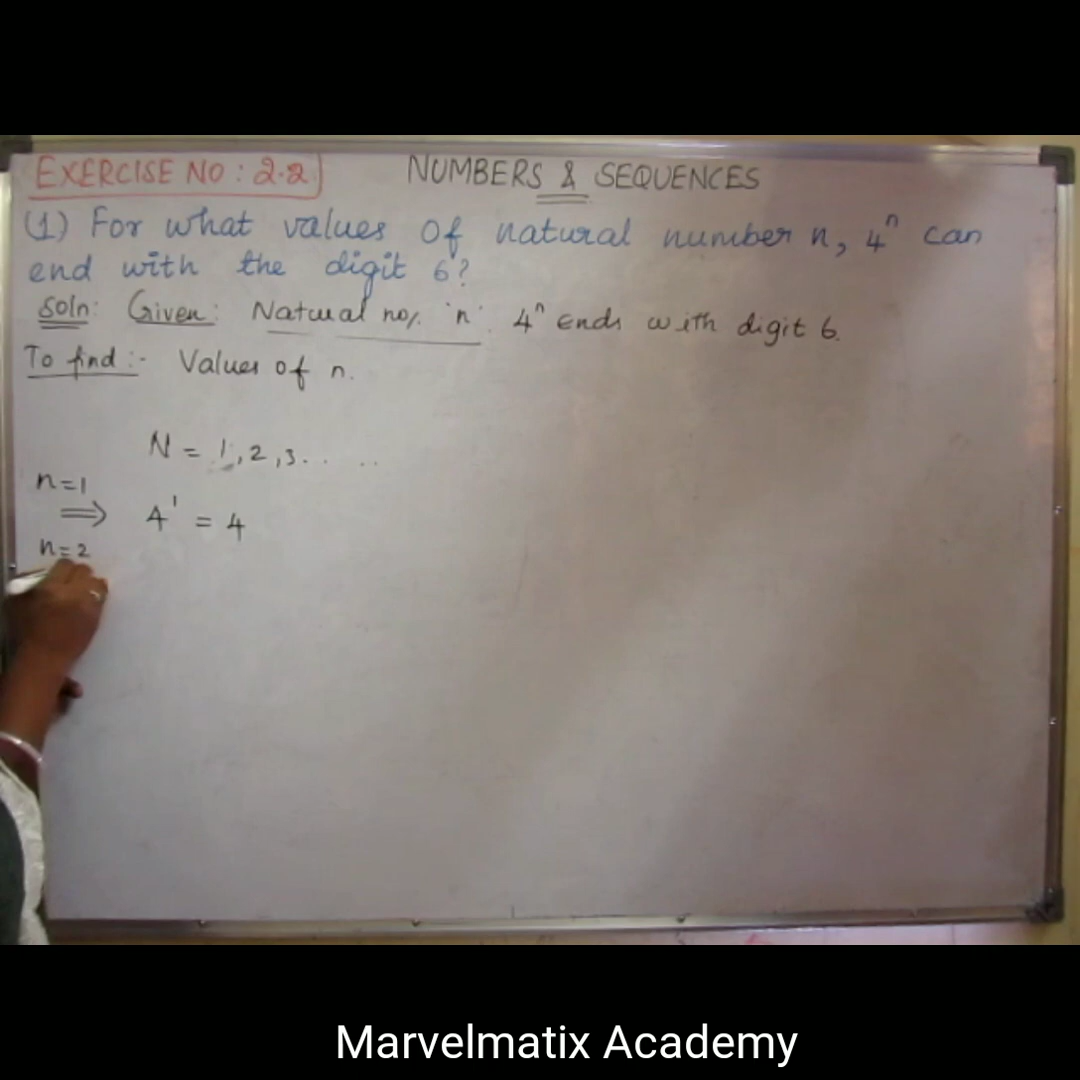 EXERCISE NO : 2.2
NUMBERS & SEQUENCES
(1) For what values of natural number n, 4ⁿ can
end with the digit 6?
Soln: Given: Natural no/. 'n'. 4ⁿ ends with digit 6.
To find :- Values of n.
N = 1, 2, 3. . . .
n=1
⇒ 4¹ = 4
n=2
Marvelmatix Academy